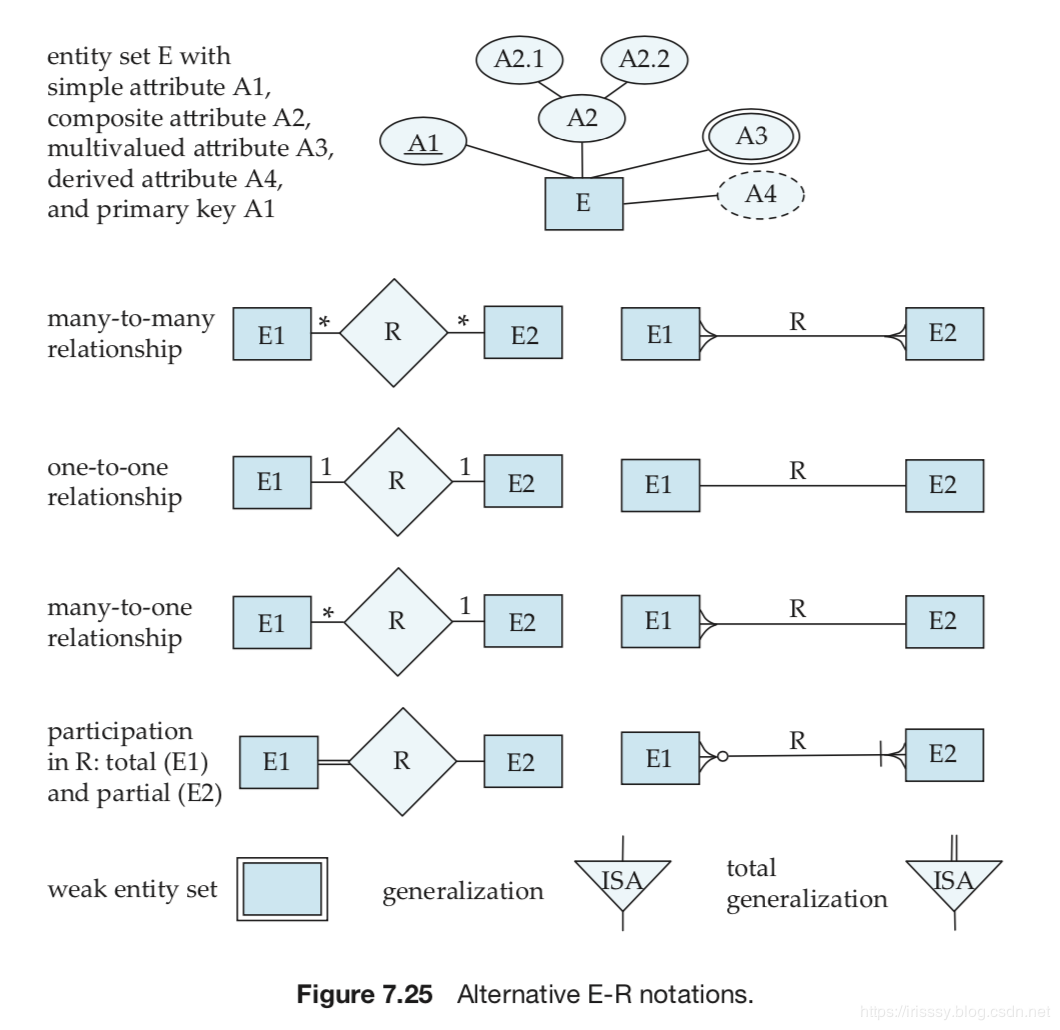 entity set E with
simple attribute A1,
composite attribute A2,
multivalued attribute A3,
derived attribute A4,
and primary key A1
A2.1
A2.2
A2
A1
A3
A4
E
many-to-many
relationship
E1 * R * E2
E1 R E2
one-to-one
relationship
E1 1 R 1 E2
E1 R E2
many-to-one
relationship
E1 * R 1 E2
E1 R E2
participation
in R: total (E1)
and partial (E2)
E1 R E2
E1 R E2
weak entity set
generalization
ISA
total
generalization
ISA
Figure 7.25 Alternative E-R notations.
https://irisssy.blog.csdn.net